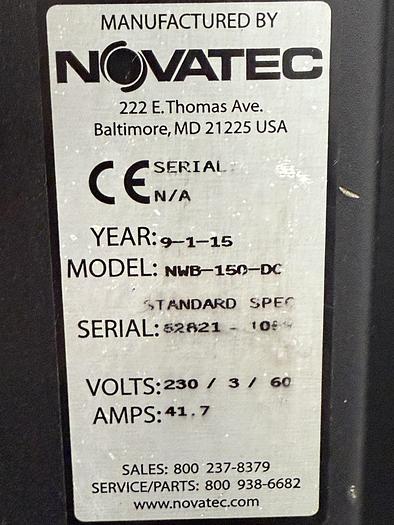 MANUFACTURED BY
NOVATEC
222 E. Thomas Ave.
Baltimore, MD 21225 USA
CE SERIAL
N/A
YEAR: 9-1-15
MODEL: NWB-150-DC
STANDARD SPEC
SERIAL:
VOLTS: 230 / 3 / 60
AMPS: 41.7
SALES: 800 237-8379
SERVICE/PARTS: 800 938-6682
www.novatec.com